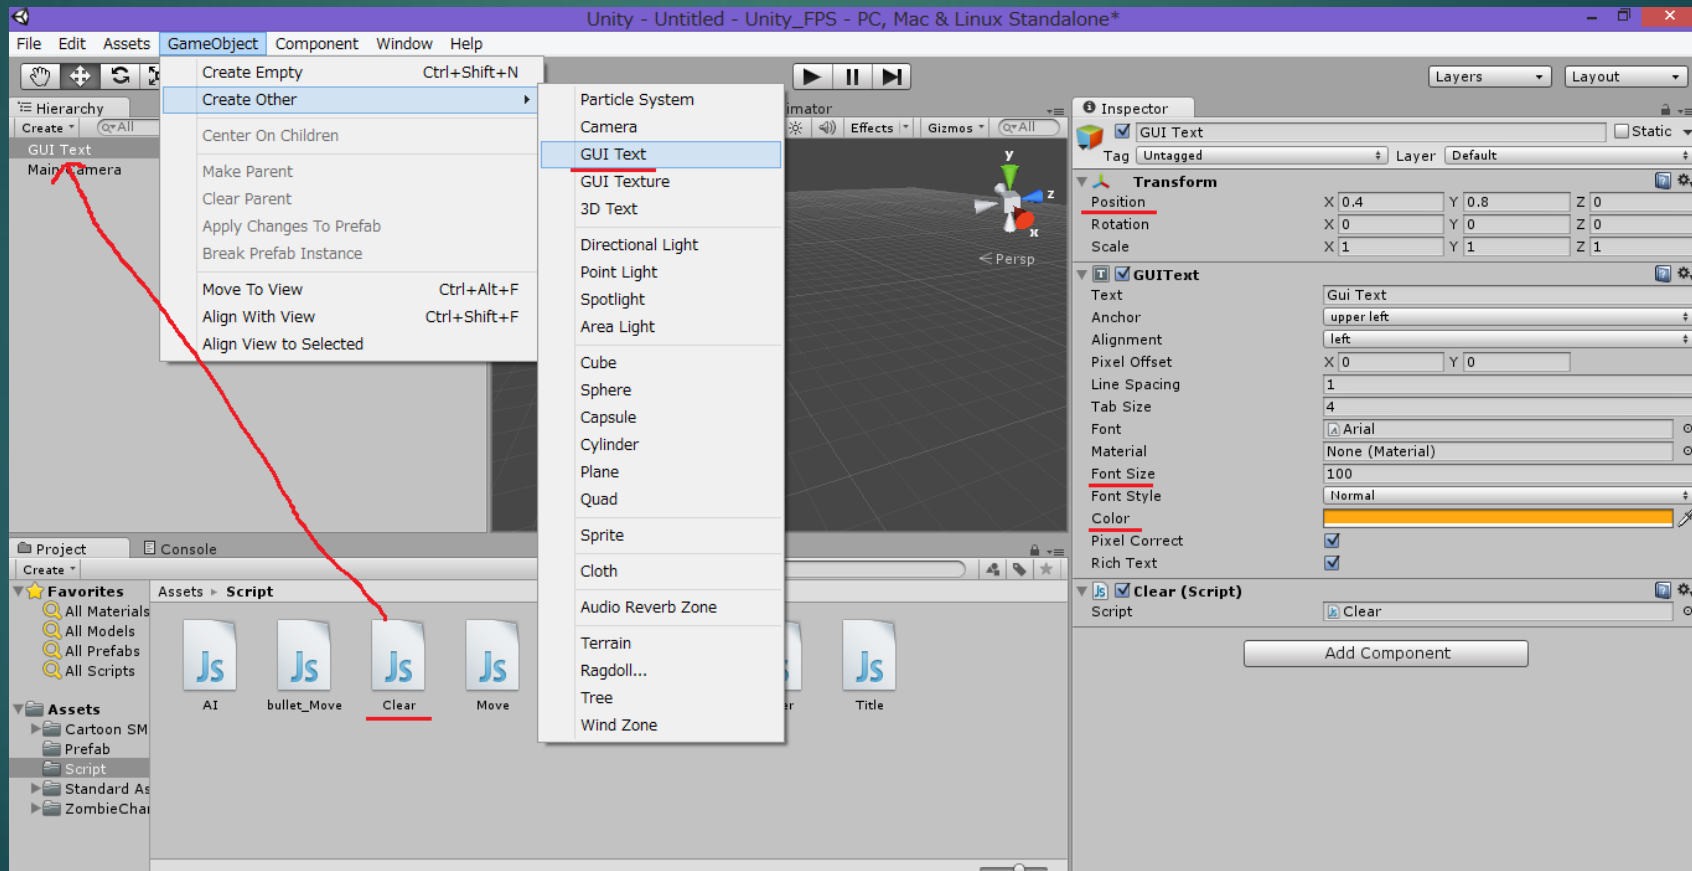 Unity - Untitled - Unity_FPS - PC, Mac & Linux Standalone*
File Edit Assets GameObject Component Window Help
Layers
Layout
Create Empty Ctrl+Shift+N
Create Other
Center On Children
Make Parent
Clear Parent
Apply Changes To Prefab
Break Prefab Instance
Move To View Ctrl+Alt+F
Align With View Ctrl+Shift+F
Align View to Selected
Particle System
Camera
GUI Text
GUI Texture
3D Text
Directional Light
Point Light
Spotlight
Area Light
Cube
Sphere
Capsule
Cylinder
Plane
Quad
Sprite
Cloth
Audio Reverb Zone
Terrain
Ragdoll...
Tree
Wind Zone
Hierarchy
Create All
GUI Text
Main Camera
Effects Gizmos All
y
z
x
Persp
Inspector
GUI Text Static
Tag Untagged Layer Default
Transform
Position X 0.4 Y 0.8 Z 0
Rotation X 0 Y 0 Z 0
Scale X 1 Y 1 Z 1
GUIText
Text Gui Text
Anchor upper left
Alignment left
Pixel Offset X 0 Y 0
Line Spacing 1
Tab Size 4
Font Arial
Material None (Material)
Font Size 100
Font Style Normal
Color
Pixel Correct
Rich Text
Clear (Script)
Script Clear
Add Component
Project Console
Create
Favorites
All Materials
All Models
All Prefabs
All Scripts
Assets
Cartoon SM
Prefab
Script
Standard As
ZombieChar
Assets Script
Js Js Js Js Js
AI bullet_Move Clear Move Title